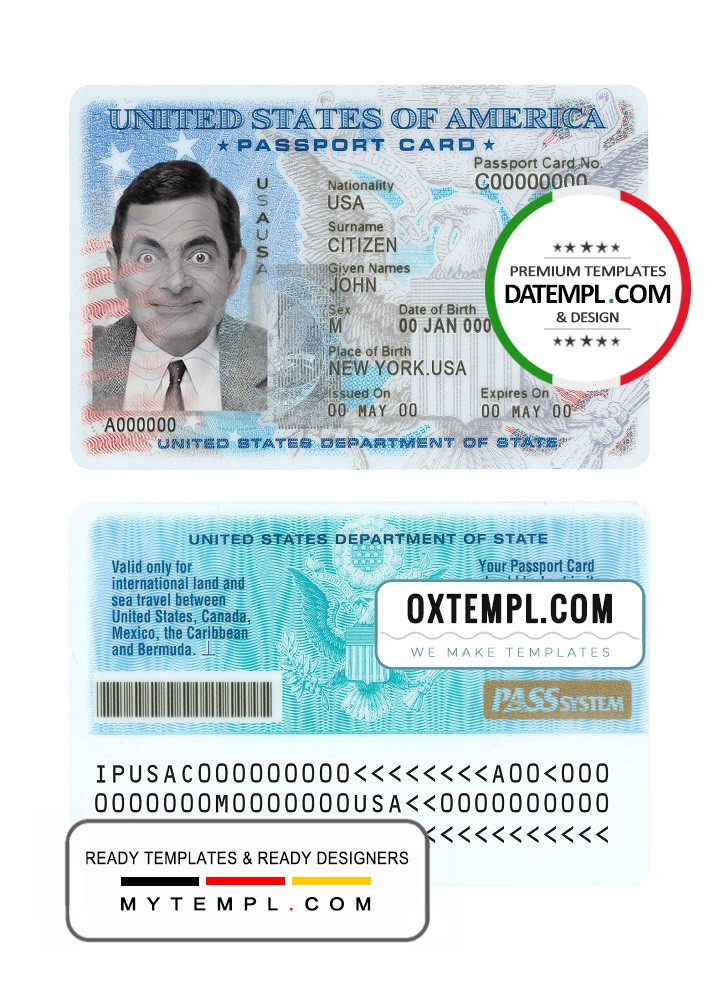 UNITED STATES OF AMERICA
PASSPORT CARD
Passport Card No.
C00000000
USAUSA
Nationality
USA
Surname
CITIZEN
Given Names
JOHN
Sex Date of Birth
M 00 JAN 000
Place of Birth
NEW YORK.USA
Issued On Expires On
00 MAY 00 00 MAY 00
A000000
UNITED STATES DEPARTMENT OF STATE
PREMIUM TEMPLATES
DATEMPL.COM
& DESIGN
UNITED STATES DEPARTMENT OF STATE
Valid only for
international land and
sea travel between
United States, Canada,
Mexico, the Caribbean
and Bermuda.
Your Passport Card
OXTEMPL.COM
WE MAKE TEMPLATES
PASS SYSTEM
IPUSAC000000000<<<<<<<<A00<000
0000000M0000000USA<<0000000000
<<<<<<<<<<<<
READY TEMPLATES & READY DESIGNERS
MYTEMPL.COM